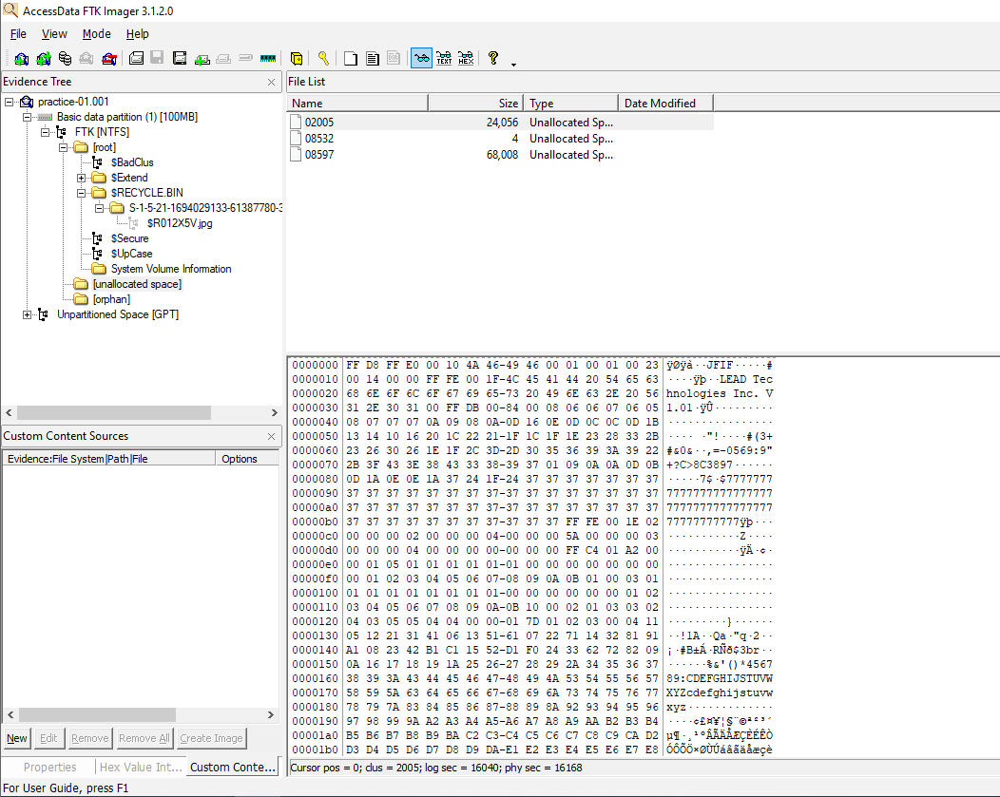 AccessData FTK Imager 3.1.2.0
File View Mode Help
TEXT HEX
Evidence Tree
practice-01.001
Basic data partition (1) [100MB]
FTK [NTFS]
[root]
$BadClus
$Extend
$RECYCLE.BIN
S-1-5-21-1694029133-61387780-3
$R012X5V.jpg
$Secure
$UpCase
System Volume Information
[unallocated space]
[orphan]
Unpartitioned Space [GPT]
Custom Content Sources
Evidence:File System|Path|File Options
New Edit Remove Remove All Create Image
Properties Hex Value Int... Custom Conte...
File List
Name Size Type Date Modified
02005 24,056 Unallocated Sp...
08532 4 Unallocated Sp...
08597 68,008 Unallocated Sp...
0000000 FF D8 FF E0 00 10 4A 46-49 46 00 01 00 01 00 23 ÿØÿà··JFIF·····#
0000010 00 14 00 00 FF FE 00 1F-4C 45 41 44 20 54 65 63 ····ÿþ··LEAD Tec
0000020 68 6E 6F 6C 6F 67 69 65-73 20 49 6E 63 2E 20 56 hnologies Inc. V
0000030 31 2E 30 31 00 FF DB 00-84 00 08 06 06 07 06 05 1.01·ÿÛ·········
0000040 08 07 07 07 0A 09 08 0A-0D 16 0E 0D 0C 0C 0D 1B ················
0000050 13 14 10 16 20 1C 22 21-1F 1C 1F 1E 23 28 33 2B ···· ·"!····#(3+
0000060 23 26 30 26 1E 1F 2C 3D-2D 30 35 36 39 3A 39 22 #&0&··,=-0569:9"
0000070 2B 3F 43 3E 38 43 33 38-39 37 01 09 0A 0A 0D 0B +?C>8C3897······
0000080 0D 1A 0E 0E 1A 37 24 1F-24 37 37 37 37 37 37 37 ·····7$·$7777777
0000090 37 37 37 37 37 37 37 37-37 37 37 37 37 37 37 37 7777777777777777
00000a0 37 37 37 37 37 37 37 37-37 37 37 37 37 37 37 37 7777777777777777
00000b0 37 37 37 37 37 37 37 37-37 37 37 FF FE 00 1E 02 77777777777ÿþ···
00000c0 00 00 00 02 00 00 00 04-00 00 00 5A 00 00 00 03 ···········Z····
00000d0 00 00 00 04 00 00 00 00-00 00 00 FF C4 01 A2 00 ···········ÿÄ·¢·
00000e0 00 01 05 01 01 01 01 01-01 00 00 00 00 00 00 00 ················
00000f0 00 01 02 03 04 05 06 07-08 09 0A 0B 01 00 03 01 ················
0000100 01 01 01 01 01 01 01 01-00 00 00 00 00 00 01 02 ················
0000110 03 04 05 06 07 08 09 0A-0B 10 00 02 01 03 03 02 ················
0000120 04 03 05 05 04 04 00 00-01 7D 01 02 03 00 04 11 ·········}······
0000130 05 12 21 31 41 06 13 51-61 07 22 71 14 32 81 91 ··!1A··Qa·"q·2··
0000140 A1 08 23 42 B1 C1 15 52-D1 F0 24 33 62 72 82 09 ¡·#B±Á·RÑð$3br··
0000150 0A 16 17 18 19 1A 25 26-27 28 29 2A 34 35 36 37 ······%&'()*4567
0000160 38 39 3A 43 44 45 46 47-48 49 4A 53 54 55 56 57 89:CDEFGHIJSTUVW
0000170 58 59 5A 63 64 65 66 67-68 69 6A 73 74 75 76 77 XYZcdefghijstuvw
0000180 78 79 7A 83 84 85 86 87-88 89 8A 92 93 94 95 96 xyz·············
0000190 97 98 99 9A A2 A3 A4 A5-A6 A7 A8 A9 AA B2 B3 B4 ····¢£¤¥¦§¨©ª²³´
00001a0 B5 B6 B7 B8 B9 BA C2 C3-C4 C5 C6 C7 C8 C9 CA D2 µ¶·¸¹ºÂÃÄÅÆÇÈÉÊÒ
00001b0 D3 D4 D5 D6 D7 D8 D9 DA-E1 E2 E3 E4 E5 E6 E7 E8 ÓÔÕÖ×ØÙÚáâãäåæçè
Cursor pos = 0; clus = 2005; log sec = 16040; phy sec = 16168
For User Guide, press F1